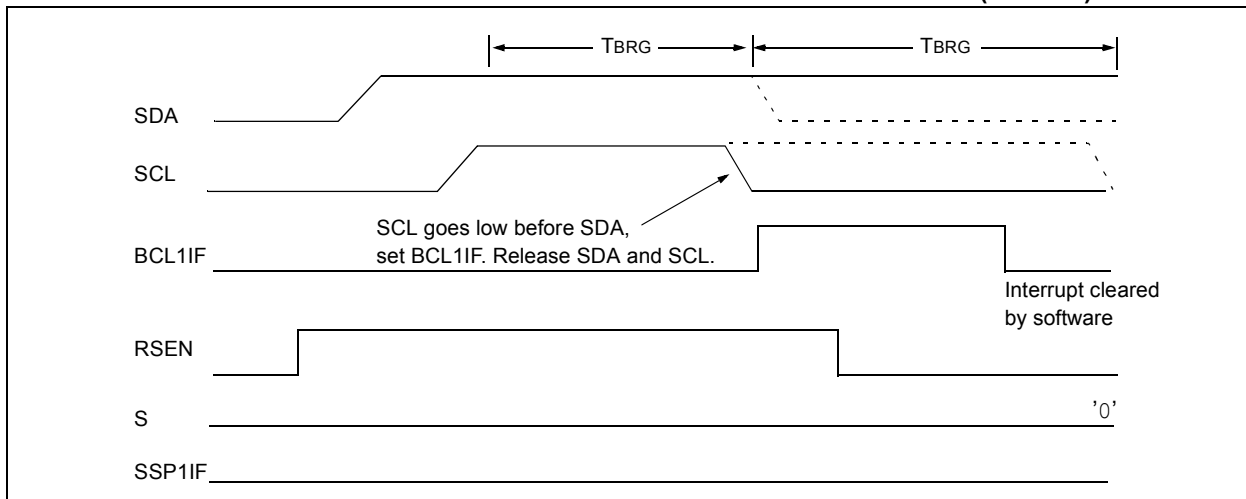 TBRG TBRG
SDA
SCL
SCL goes low before SDA,
set BCL1IF. Release SDA and SCL.
BCL1IF
Interrupt cleared
by software
RSEN
S
'0'
SSP1IF